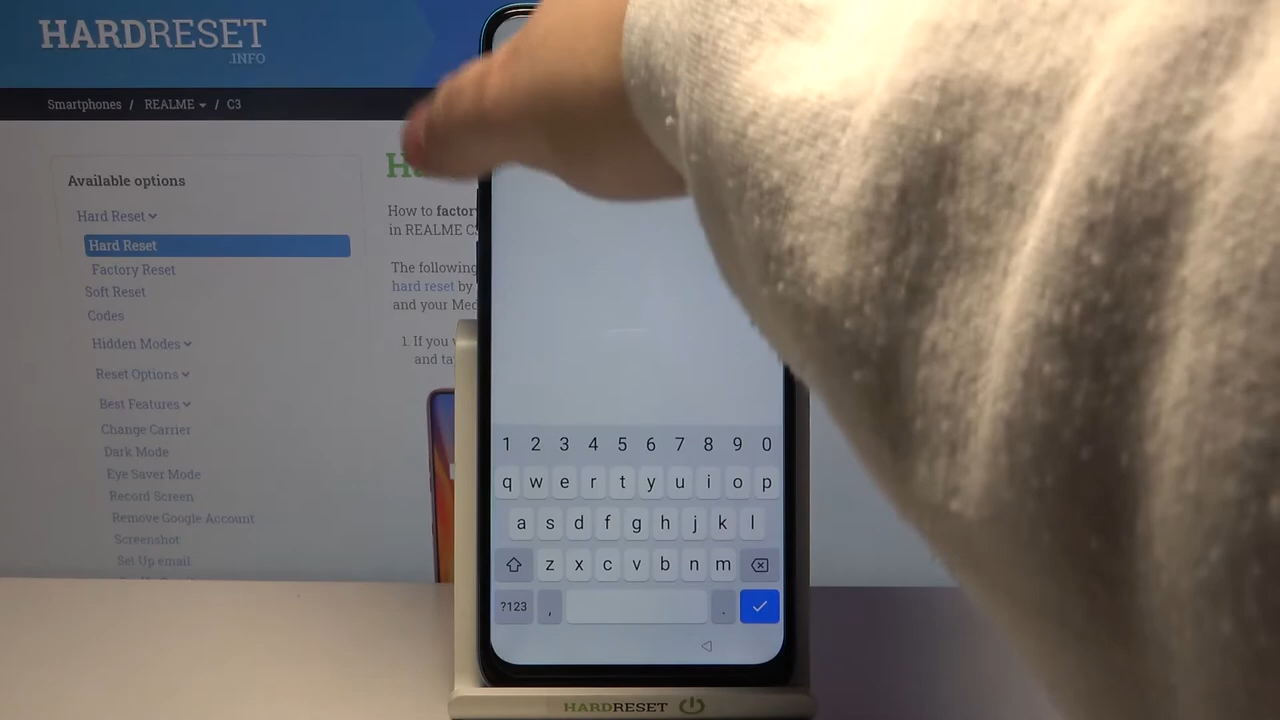 HARDRESET
.INFO
Smartphones / REALME / C3
Available options
Hard Reset
Hard Reset
Factory Reset
Soft Reset
Codes
Hidden Modes
Reset Options
Best Features
Change Carrier
Dark Mode
Eye Saver Mode
Record Screen
Remove Google Account
Screenshot
Set Up email
How to factory
in REALME
The following
hard reset by
and your
1. If you
and
1 2 3 4 5 6 7 8 9 0
q w e r t y u i o p
a s d f g h j k l
z x c v b n m
?123 , .
HARDRESET